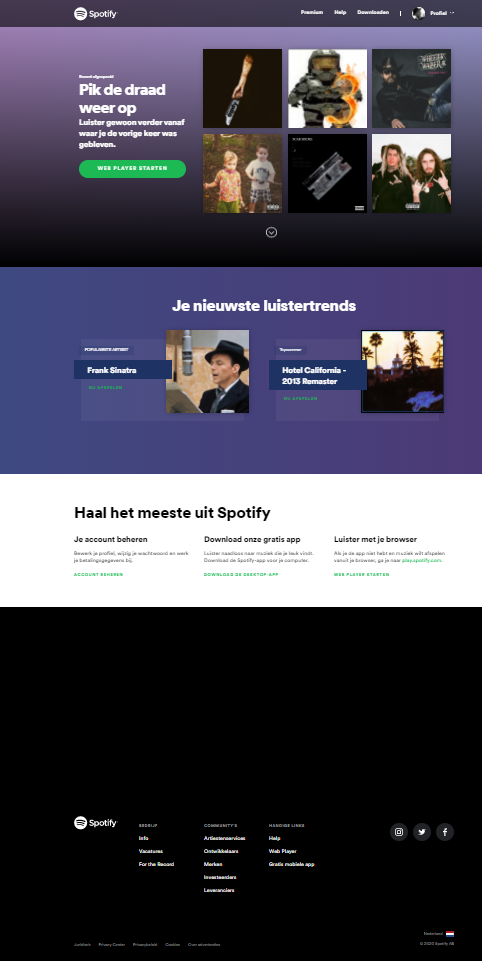 Spotify
Premium Help Downloaden | Profiel
Pik de draad
weer op
Luister gewoon verder vanaf
waar je de vorige keer was
gebleven.
WEB PLAYER STARTEN
Je nieuwste luistertrends
POPULAIRSTE ARTIEST
Frank Sinatra
NU AFSPELEN
Topnummer
Hotel California -
2013 Remaster
NU AFSPELEN
Haal het meeste uit Spotify
Je account beheren
Bewerk je profiel, wijzig je wachtwoord en werk
je betalingsgegevens bij.
ACCOUNT BEHEREN
Download onze gratis app
Luister naadloos naar muziek die je leuk vindt.
Download de Spotify-app voor je computer.
DOWNLOAD DE DESKTOP-APP
Luister met je browser
Als je de app niet hebt en muziek wilt afspelen
vanuit je browser, ga je naar play.spotify.com.
WEB PLAYER STARTEN
Spotify
BEDRIJF
Info
Vacatures
For the Record
COMMUNITY'S
Artiestenservices
Ontwikkelaars
Merken
Investeerders
Leveranciers
HANDIGE LINKS
Help
Web Player
Gratis mobiele app
Nederland
Juridisch Privacy Center Privacybeleid Cookies Over advertenties
© 2020 Spotify AB